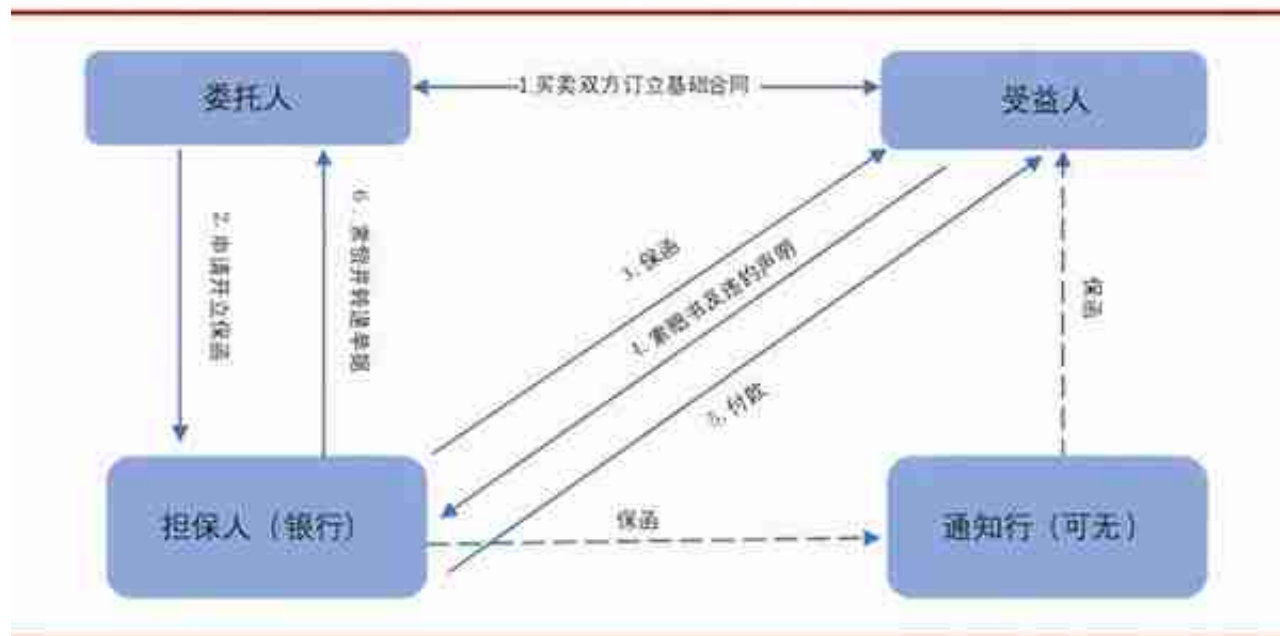 委托人
1.买卖双方订立基础合同
受益人
2. 申请开立保函
6．索偿并转递单据
3. 保函
4. 索赔书及违约声明
5. 付款
保函
担保人（银行）
保函
通知行（可无）